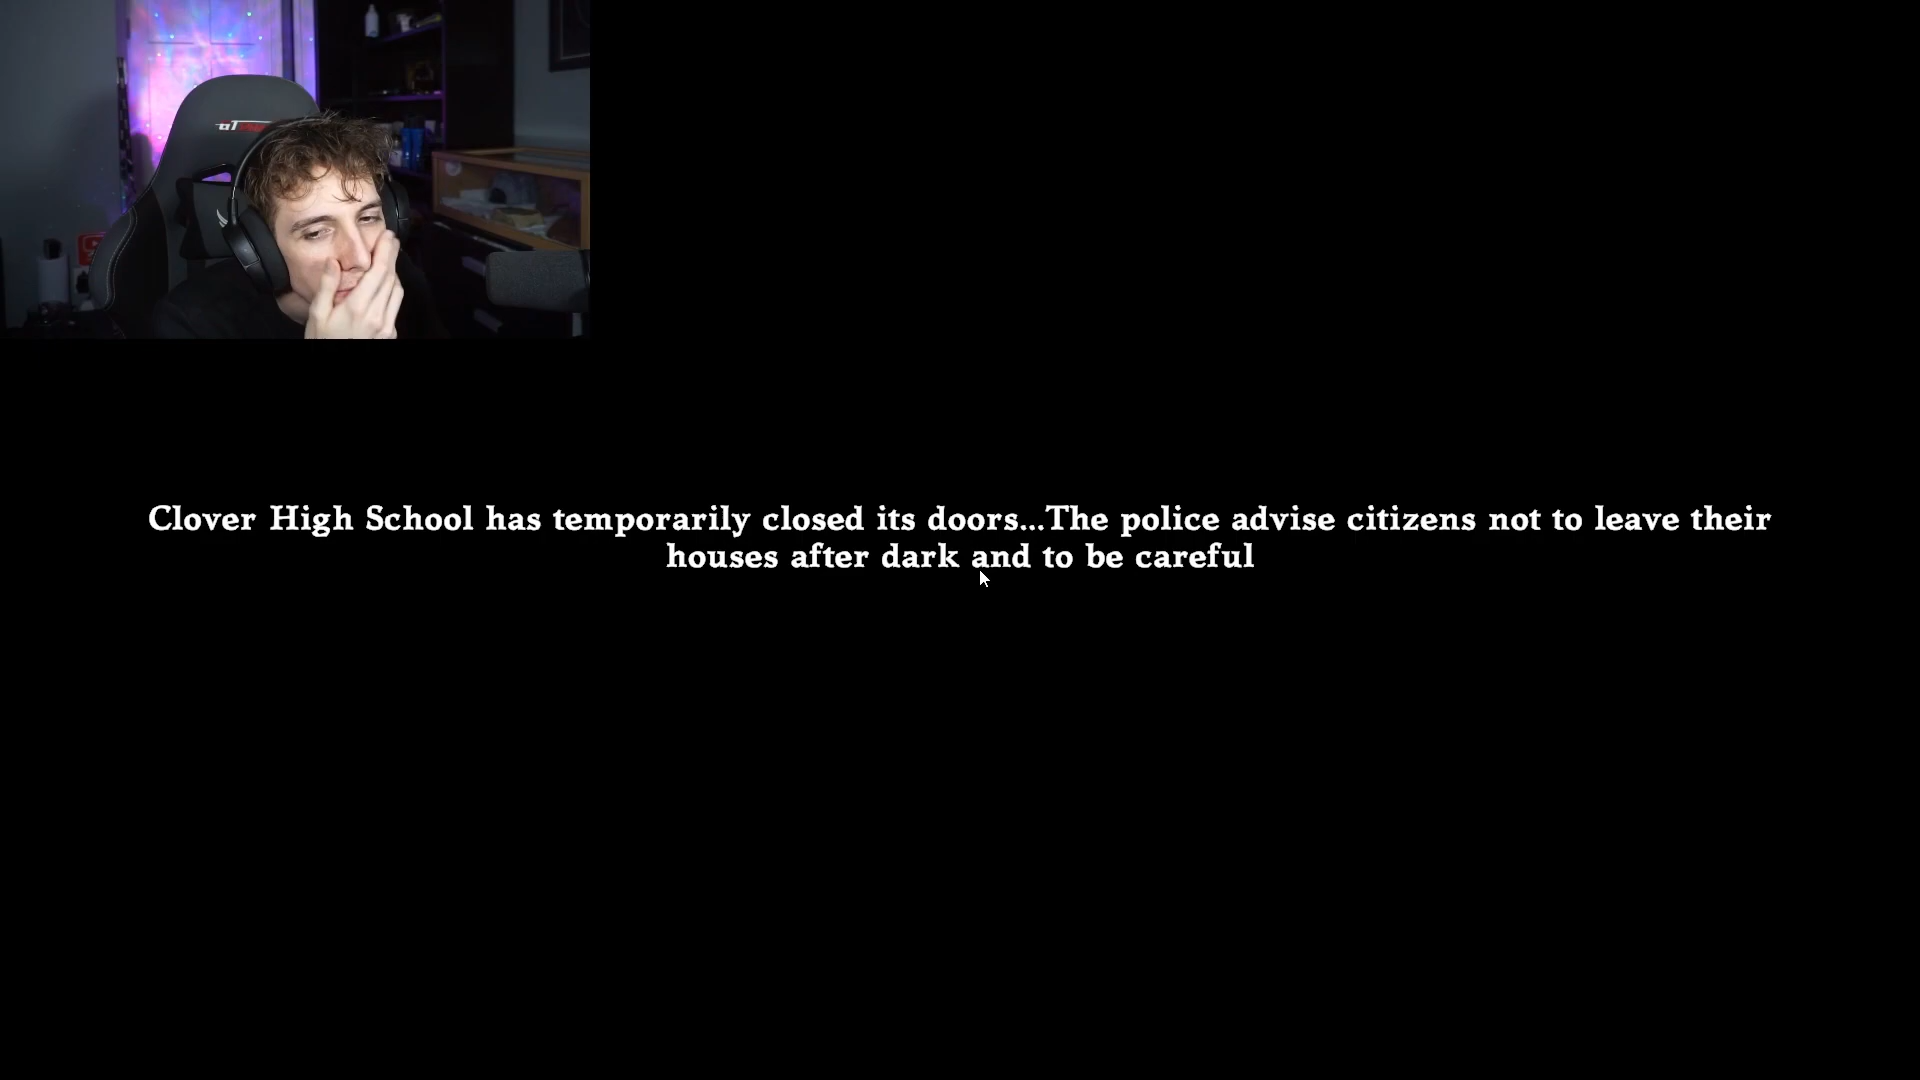 Clover High School has temporarily closed its doors...The police advise citizens not to leave their
houses after dark and to be careful